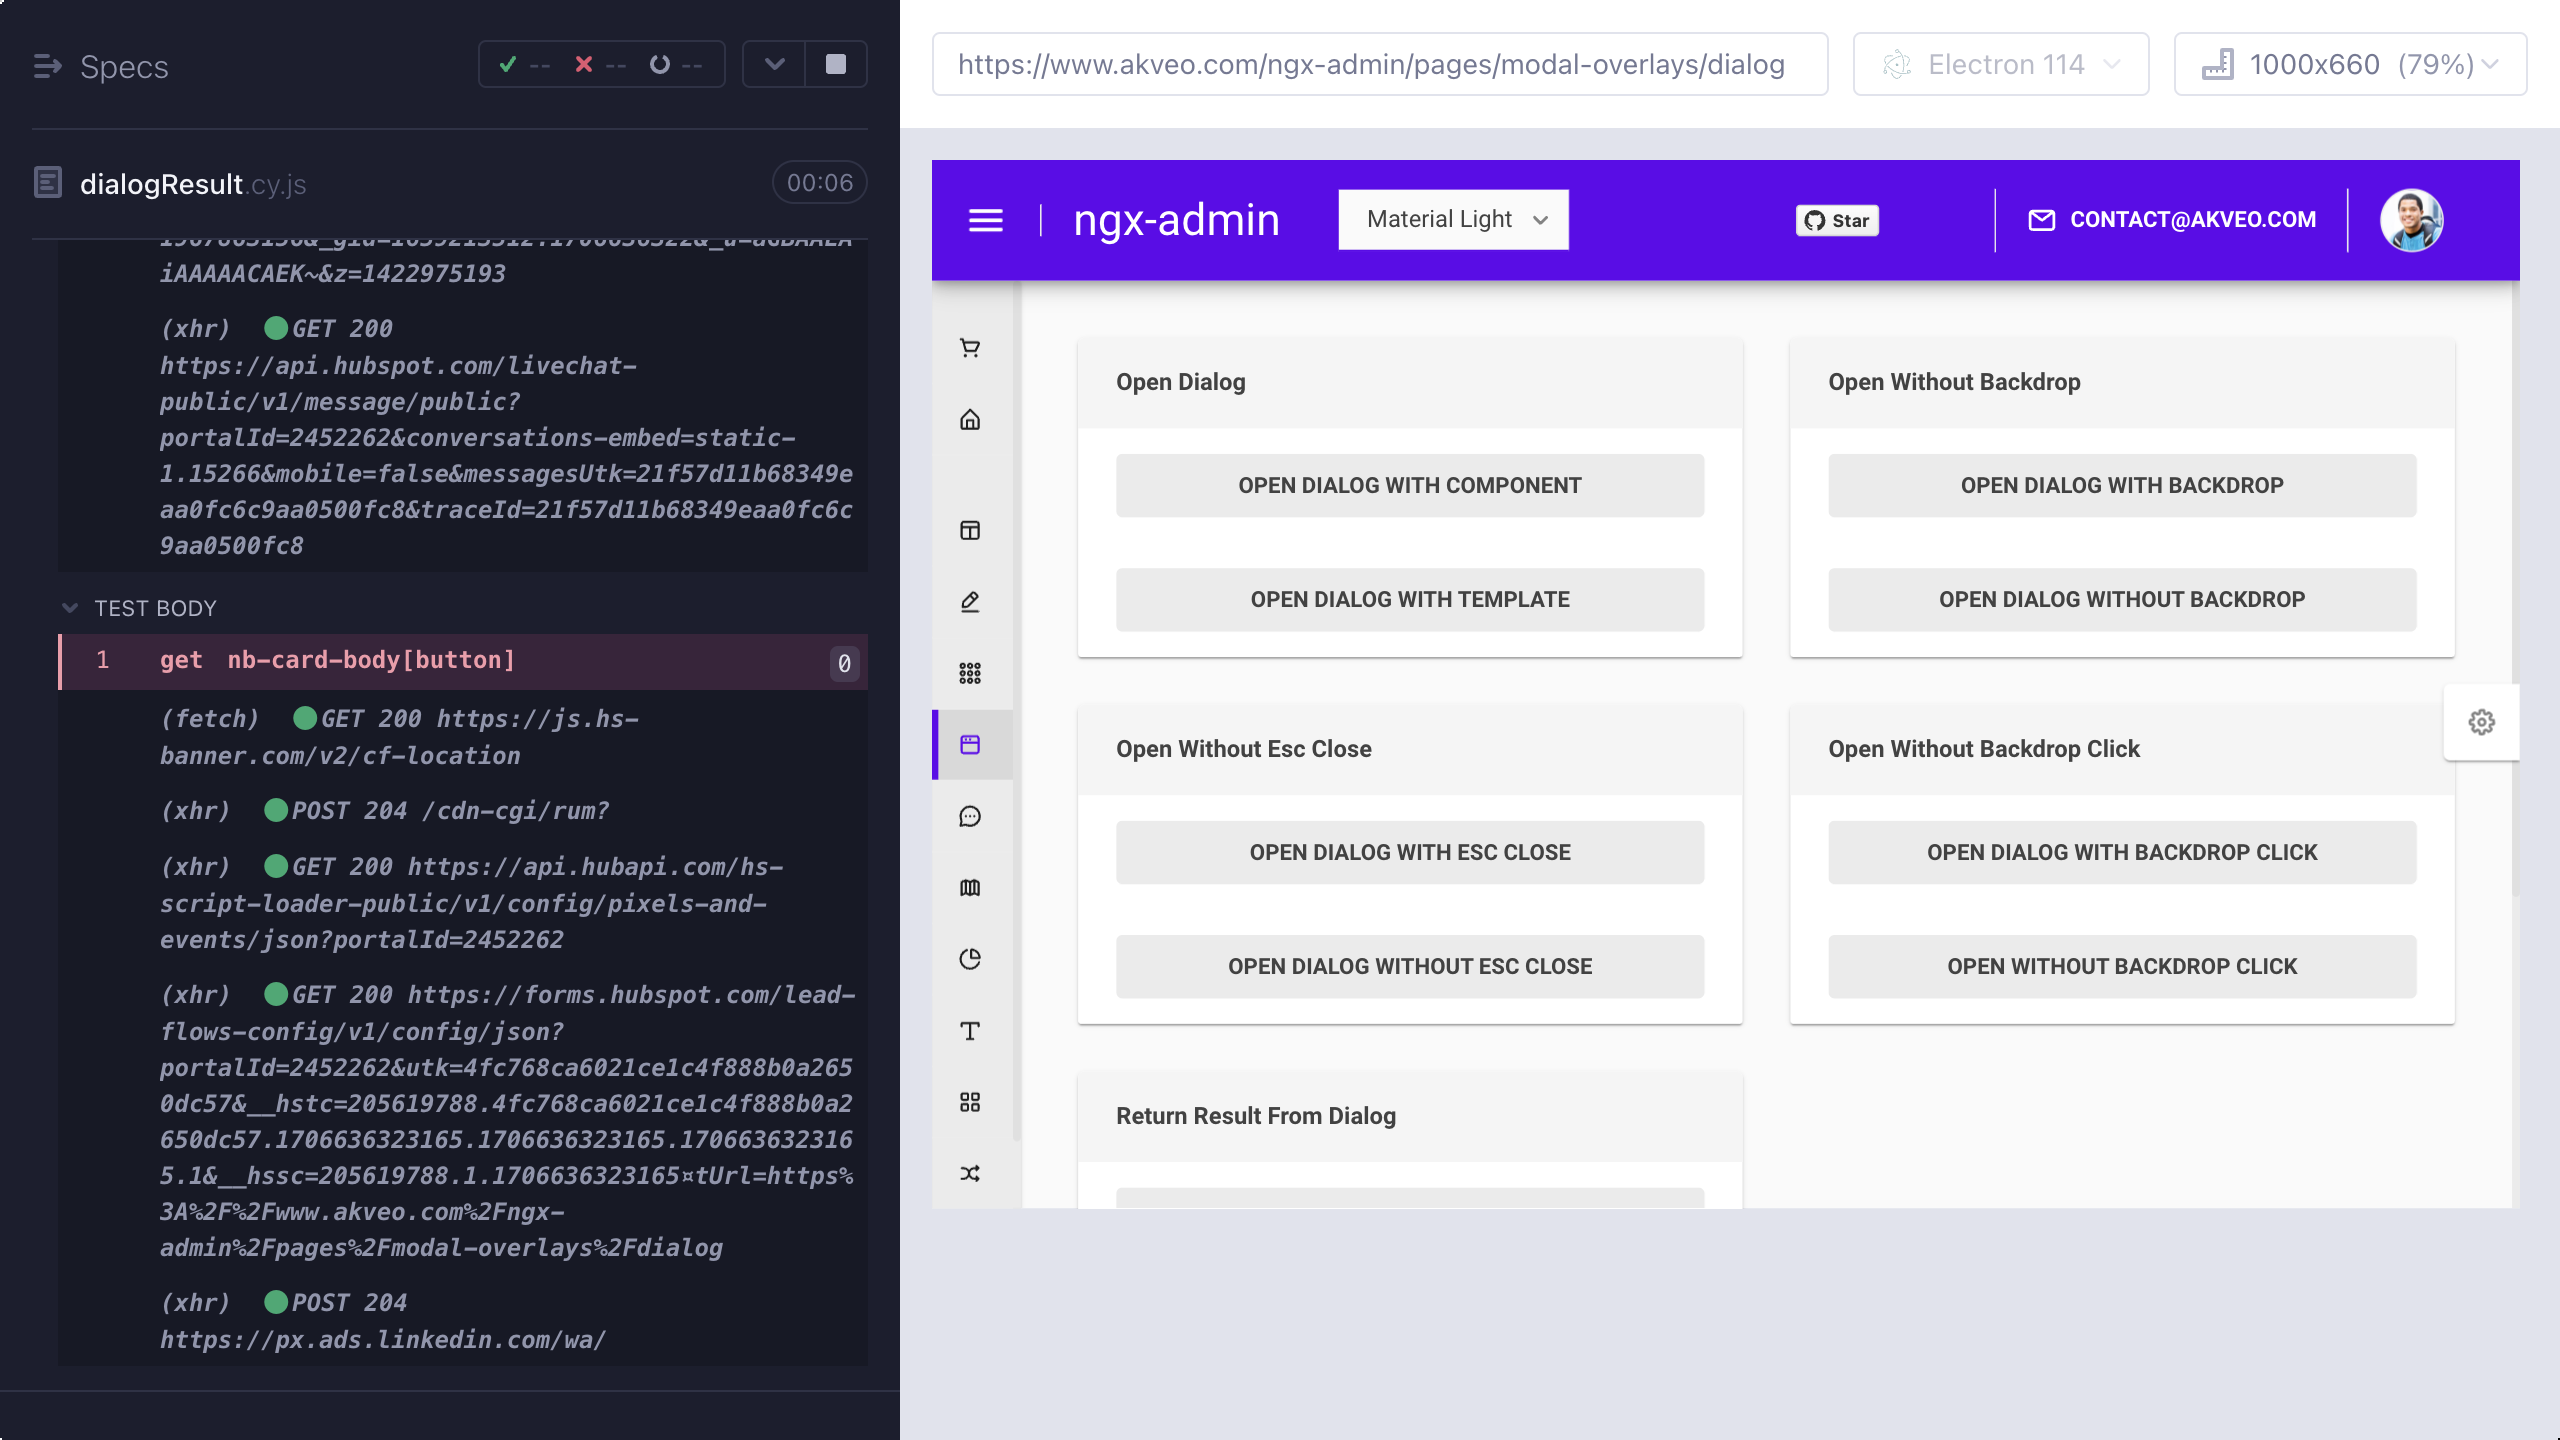 Specs
-- -- --
dialogResult.cy.js
00:06
iAAAAACAEK~&z=1422975193
(xhr) GET 200
https://api.hubspot.com/livechat-
public/v1/message/public?
portalId=2452262&conversations-embed=static-
1.15266&mobile=false&messagesUtk=21f57d11b68349e
aa0fc6c9aa0500fc8&traceId=21f57d11b68349eaa0fc6c
9aa0500fc8
TEST BODY
1 get nb-card-body[button] 0
(fetch) GET 200 https://js.hs-
banner.com/v2/cf-location
(xhr) POST 204 /cdn-cgi/rum?
(xhr) GET 200 https://api.hubapi.com/hs-
script-loader-public/v1/config/pixels-and-
events/json?portalId=2452262
(xhr) GET 200 https://forms.hubspot.com/lead-
flows-config/v1/config/json?
portalId=2452262&utk=4fc768ca6021ce1c4f888b0a265
0dc57&__hstc=205619788.4fc768ca6021ce1c4f888b0a2
650dc57.1706636323165.1706636323165.170663632316
5.1&__hssc=205619788.1.1706636323165¤tUrl=https%
3A%2F%2Fwww.akveo.com%2Fngx-
admin%2Fpages%2Fmodal-overlays%2Fdialog
(xhr) POST 204
https://px.ads.linkedin.com/wa/
https://www.akveo.com/ngx-admin/pages/modal-overlays/dialog
Electron 114
1000x660 (79%)
ngx-admin
Material Light
Star
CONTACT@AKVEO.COM
Open Dialog
OPEN DIALOG WITH COMPONENT
OPEN DIALOG WITH TEMPLATE
Open Without Backdrop
OPEN DIALOG WITH BACKDROP
OPEN DIALOG WITHOUT BACKDROP
Open Without Esc Close
OPEN DIALOG WITH ESC CLOSE
OPEN DIALOG WITHOUT ESC CLOSE
Open Without Backdrop Click
OPEN DIALOG WITH BACKDROP CLICK
OPEN WITHOUT BACKDROP CLICK
Return Result From Dialog